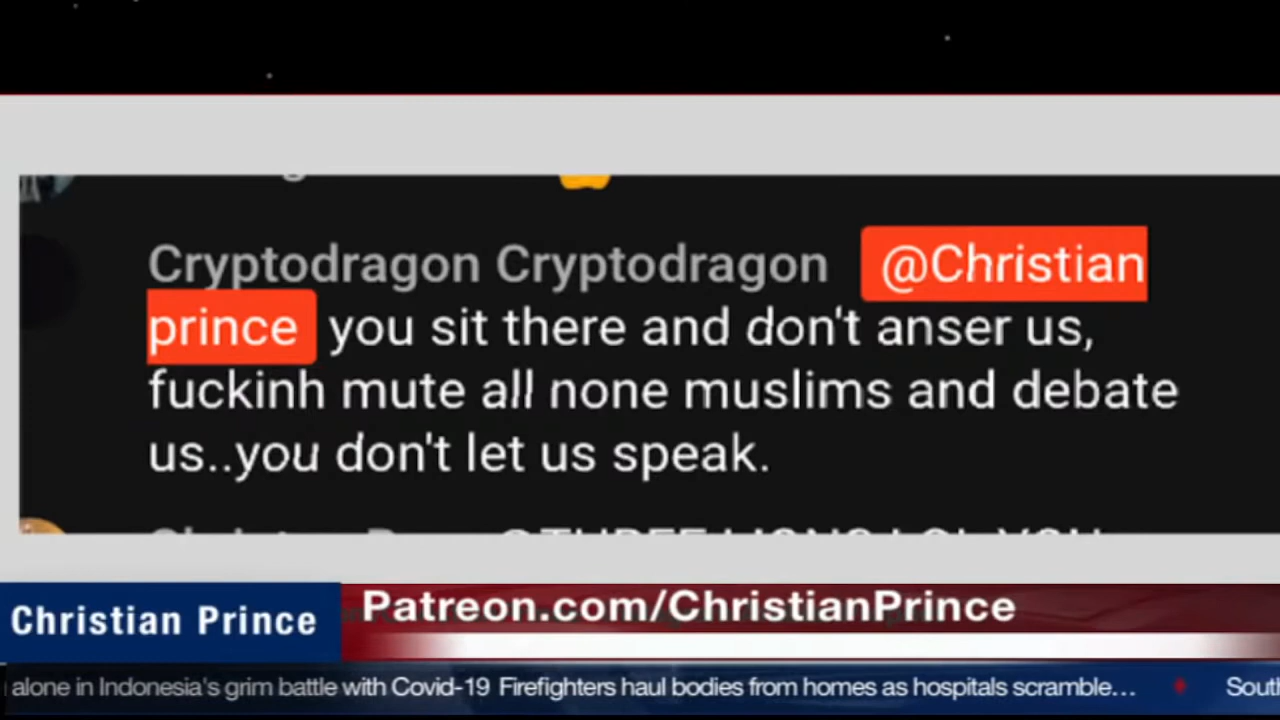 Cryptodragon Cryptodragon @Christian
prince you sit there and don't anser us,
fuckinh mute all none muslims and debate
us..you don't let us speak.
Christian Prince
Patreon.com/ChristianPrince
alone in Indonesia's grim battle with Covid-19 Firefighters haul bodies from homes as hospitals scramble... South